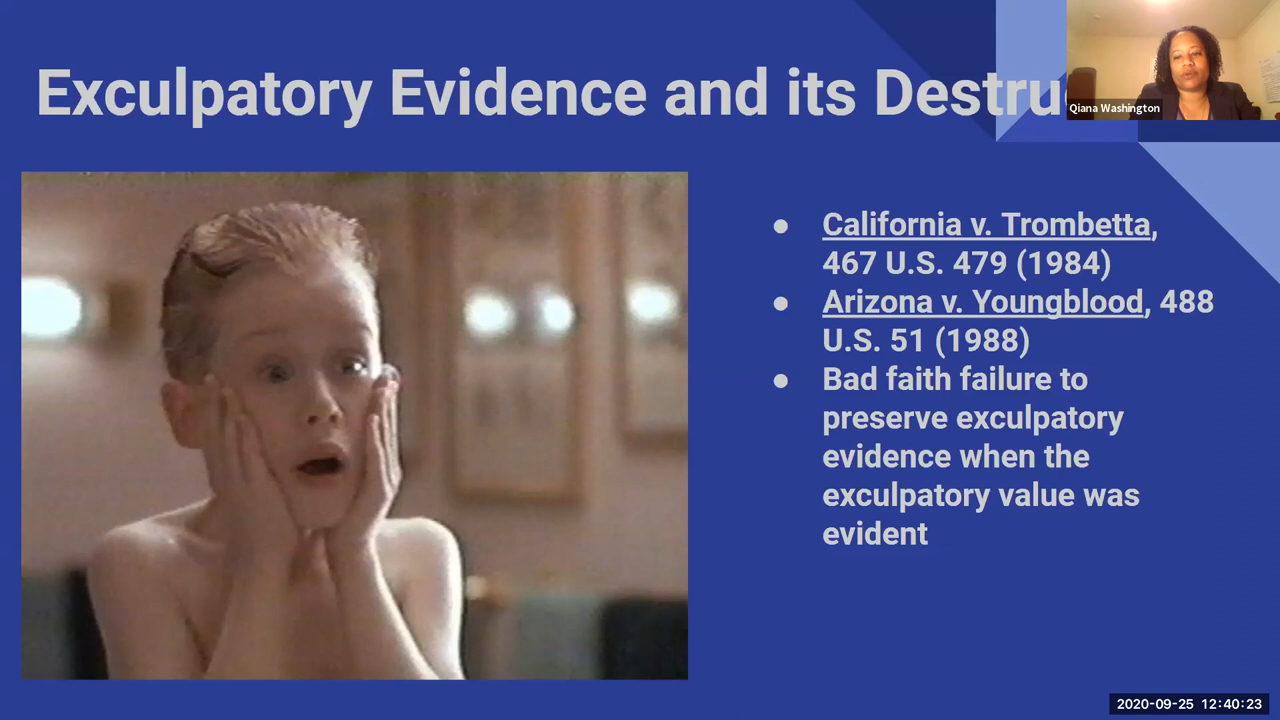 Exculpatory Evidence and its Destru
Qiana Washington
● California v. Trombetta,
467 U.S. 479 (1984)
● Arizona v. Youngblood, 488
U.S. 51 (1988)
● Bad faith failure to
preserve exculpatory
evidence when the
exculpatory value was
evident
2020-09-25 12:40:23